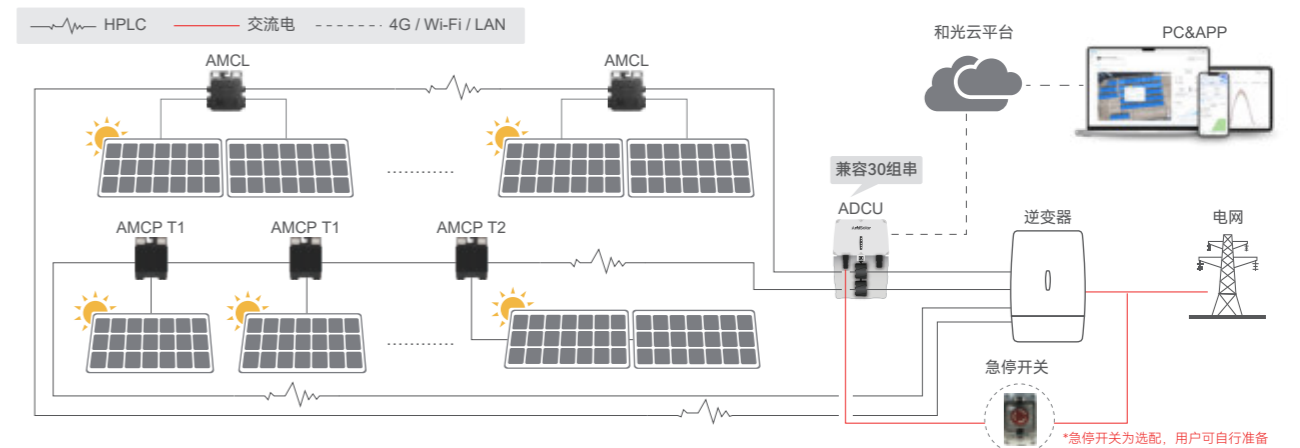 HPLC 交流电 4G / Wi-Fi / LAN
和光云平台
PC&APP
AMCL
AMCL
兼容30组串
ADCU
AMCP T1
AMCP T1
AMCP T2
逆变器
电网
急停开关
*急停开关为选配，用户可自行准备